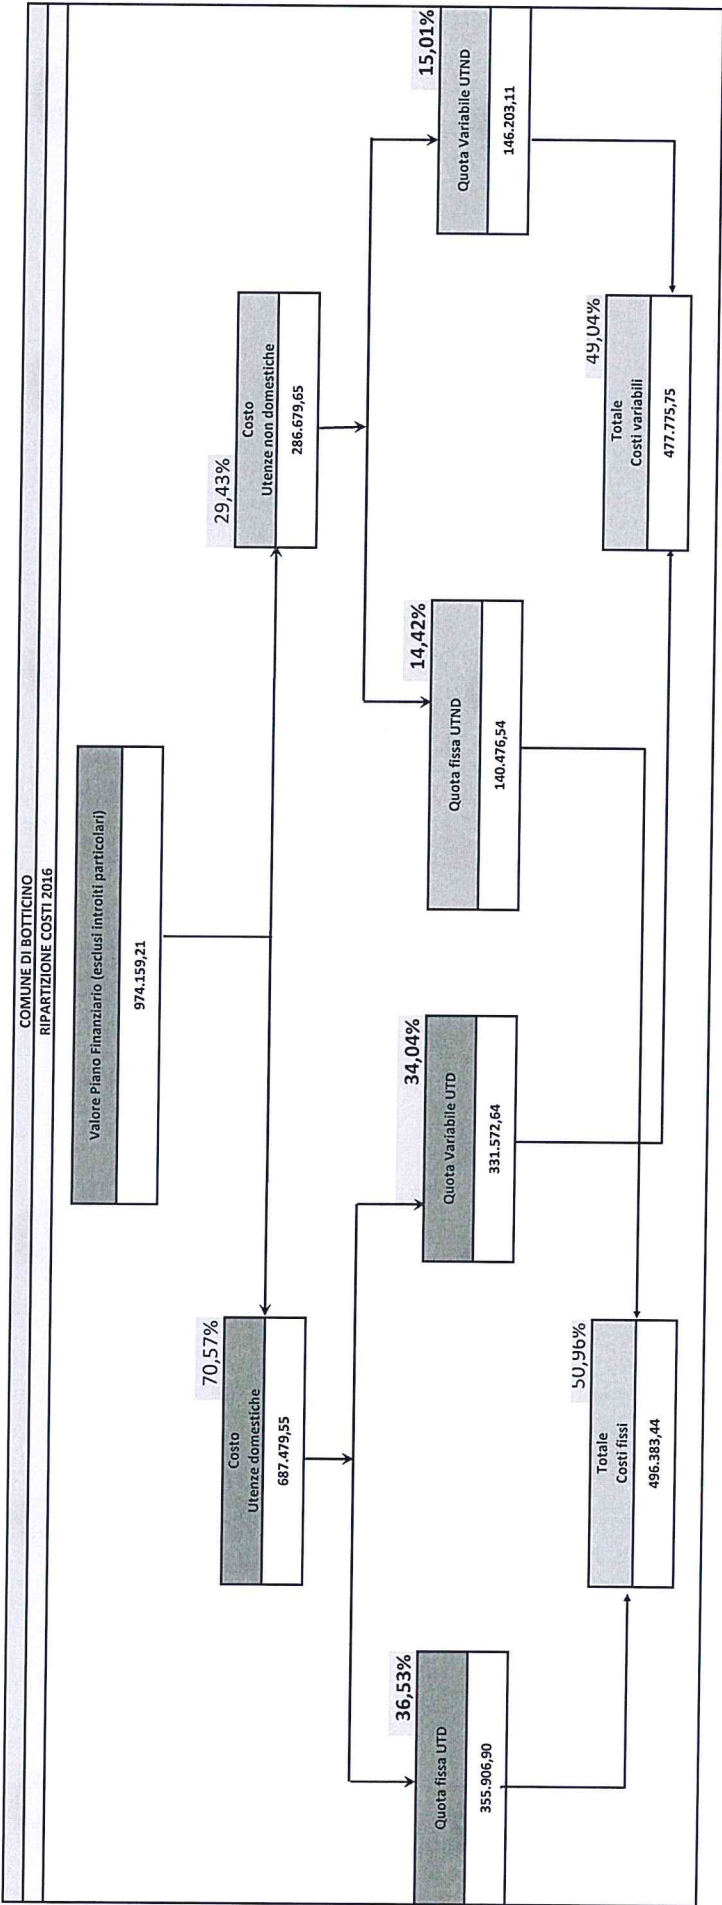 COMUNE DI BOTTICINO
RIPARTIZIONE COSTI 2016
Valore Piano Finanziario (esclusi introiti particolari)
974.159,21
70,57%
Costo
Utenze domestiche
687.479,55
29,43%
Costo
Utenze non domestiche
286.679,65
36,53%
Quota fissa UTD
355.906,90
34,04%
Quota Variabile UTD
331.572,64
14,42%
Quota fissa UTND
140.476,54
15,01%
Quota Variabile UTND
146.203,11
50,96%
Totale
Costi fissi
496.383,44
49,04%
Totale
Costi variabili
477.775,75